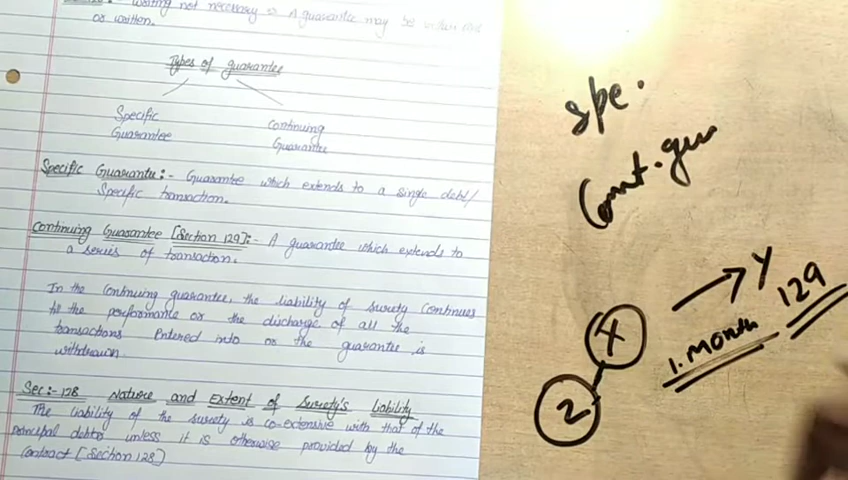 writing not necessary A guarantee may be
or written.
Types of guarantee
Specific Guarantee
Continuing Guarantee
Specific Guarantee:- Guarantee which extends to a single debt/
Specific transaction.
Continuing Guarantee [Section 129]:- A guarantee which extends to
a series of transaction.
In the Continuing guarantee, the liability of surety continues
till the performance or the discharge of all the
transactions entered into or the guarantee is
withdrawn
Sec:- 128 Nature and Extent of Surety's liability
The liability of the surety is co-extensive with that of the
principal debtor unless it is otherwise provided by the
Contract [Section 128]
Spe.
Cont. gua
Y
129
X
1. Month
2